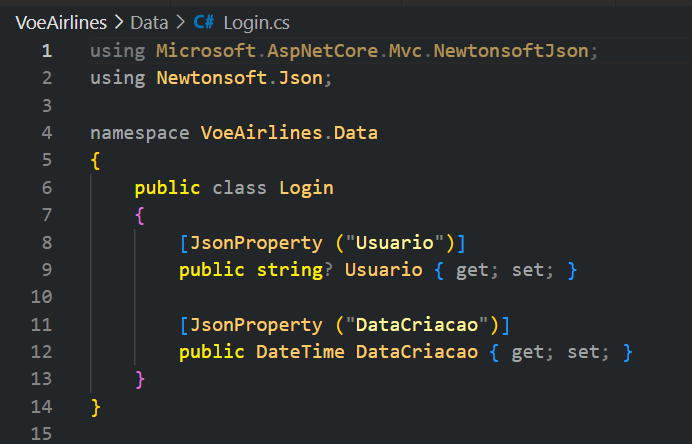 VoeAirlines > Data > C# Login.cs
1 using Microsoft.AspNetCore.Mvc.NewtonsoftJson;
2 using Newtonsoft.Json;
3
4 namespace VoeAirlines.Data
5 {
6 public class Login
7 {
8 [JsonProperty ("Usuario")]
9 public string? Usuario { get; set; }
10
11 [JsonProperty ("DataCriacao")]
12 public DateTime DataCriacao { get; set; }
13 }
14 }
15